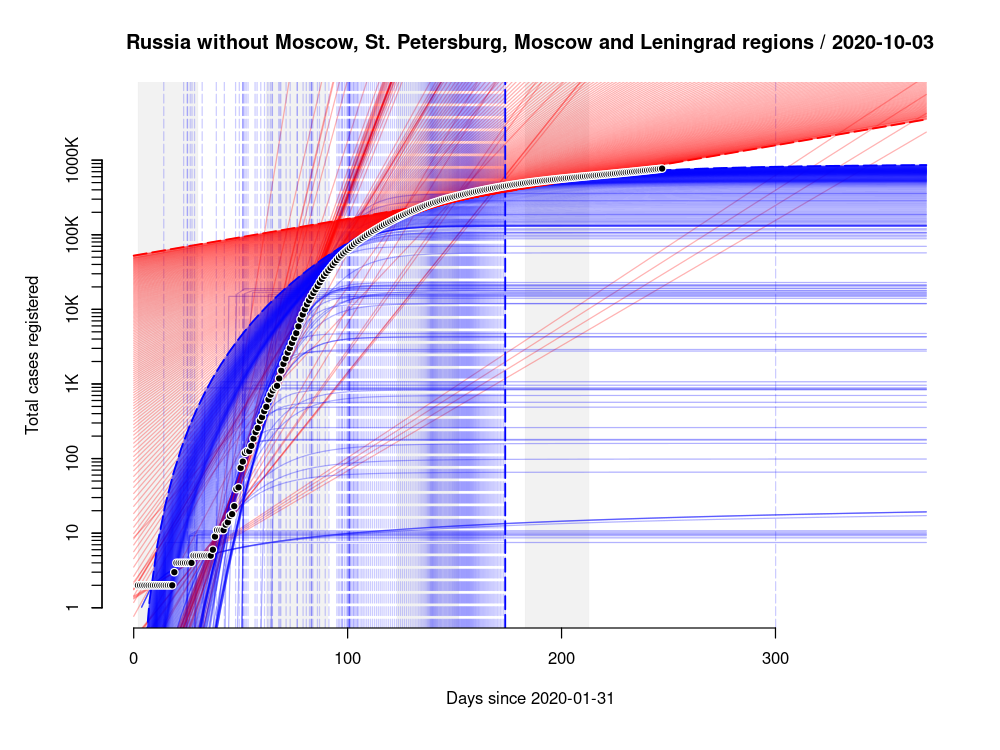 Russia without Moscow, St. Petersburg, Moscow and Leningrad regions / 2020-10-03
Total cases registered
1000K
100K
10K
1K
100
10
1
0 100 200 300
Days since 2020-01-31